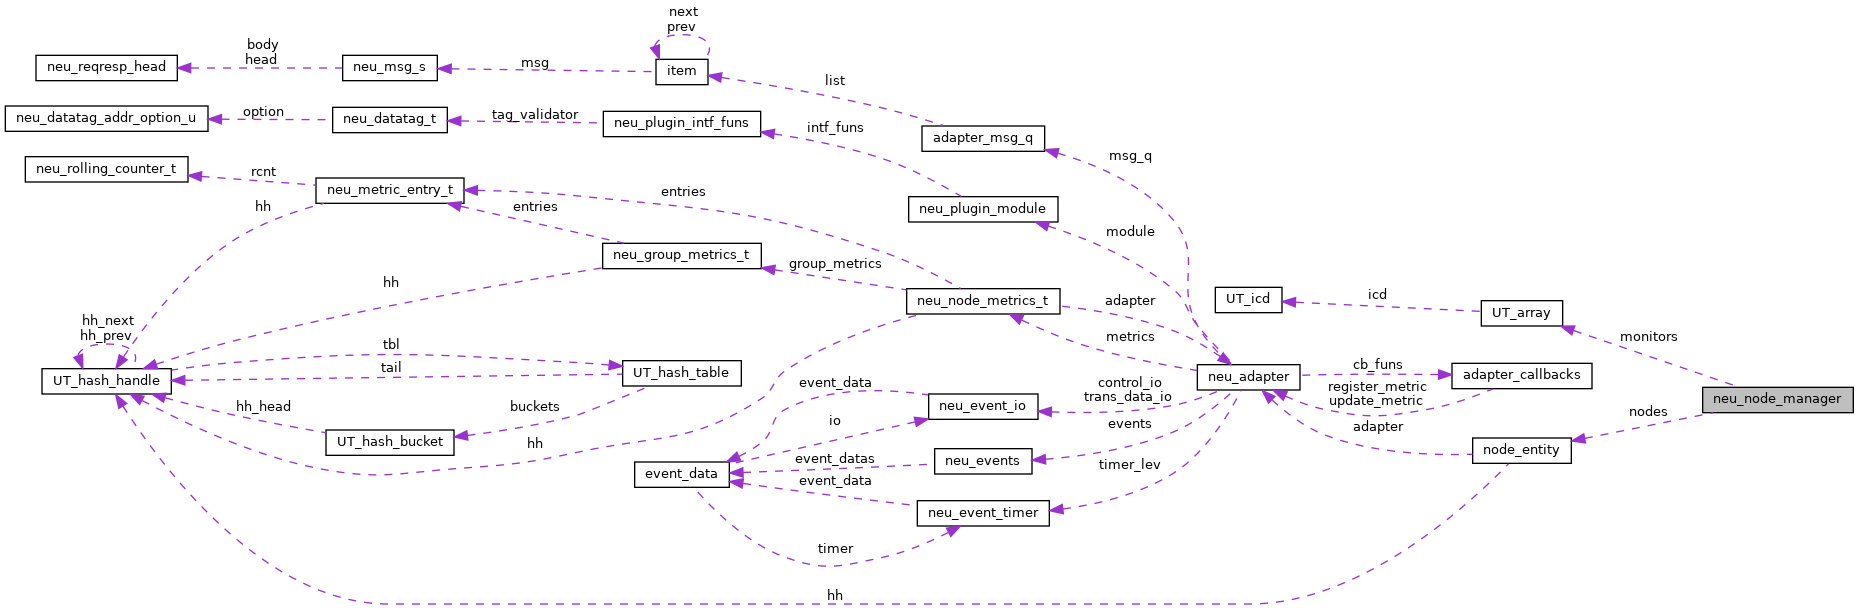 next
prev
body
head
neu_reqresp_head
neu_msg_s
msg
item
list
neu_datatag_addr_option_u
option
neu_datatag_t
tag_validator
neu_plugin_intf_funs
intf_funs
adapter_msg_q
msg_q
neu_rolling_counter_t
rcnt
neu_metric_entry_t
entries
hh
entries
neu_plugin_module
module
neu_group_metrics_t
group_metrics
hh
neu_node_metrics_t
adapter
metrics
UT_icd
icd
UT_array
monitors
hh_next
hh_prev
UT_hash_handle
tbl
tail
UT_hash_table
neu_adapter
cb_funs
adapter_callbacks
register_metric
update_metric
neu_node_manager
event_data
control_io
trans_data_io
neu_event_io
hh_head
buckets
UT_hash_bucket
io
events
nodes
adapter
hh
node_entity
event_data
event_datas
neu_events
timer_lev
event_data
neu_event_timer
timer
hh